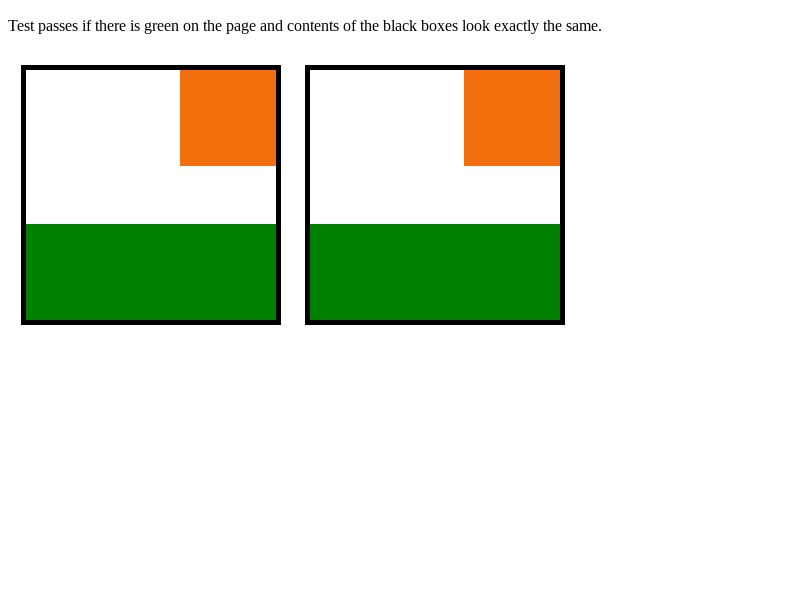 Test passes if there is green on the page and contents of the black boxes look exactly the same.